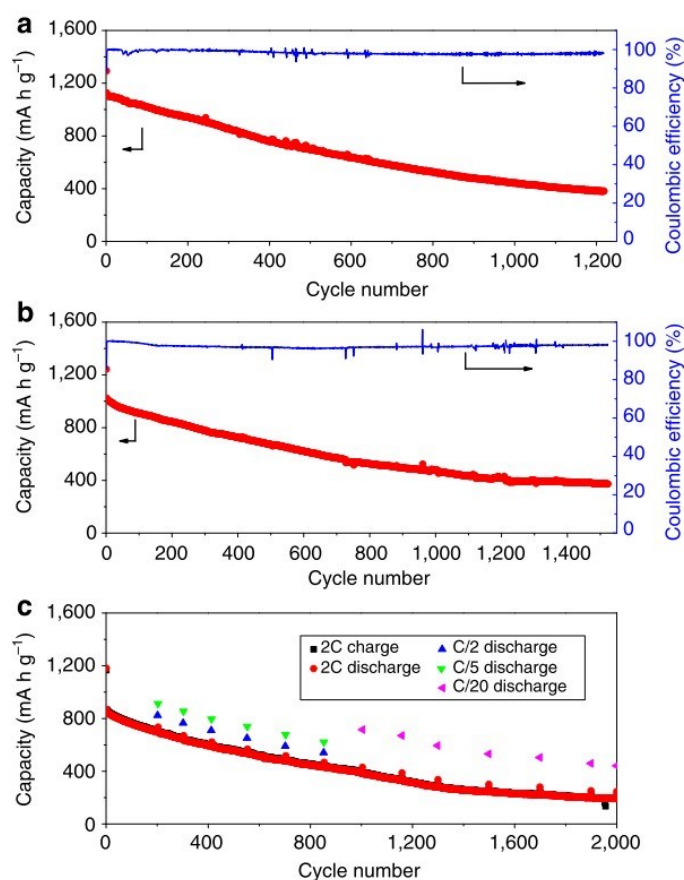 a
1,600
1,200
800
400
0
Capacity (mA h g⁻¹)
100
80
60
40
20
0
Coulombic efficiency (%)
0 200 400 600 800 1,000 1,200
Cycle number
b
1,600
1,200
800
400
0
Capacity (mA h g⁻¹)
100
80
60
40
20
0
Coulombic efficiency (%)
0 200 400 600 800 1,000 1,200 1,400
Cycle number
c
1,600
1,200
800
400
0
Capacity (mA h g⁻¹)
2C charge C/2 discharge
2C discharge C/5 discharge
C/20 discharge
0 400 800 1,200 1,600 2,000
Cycle number